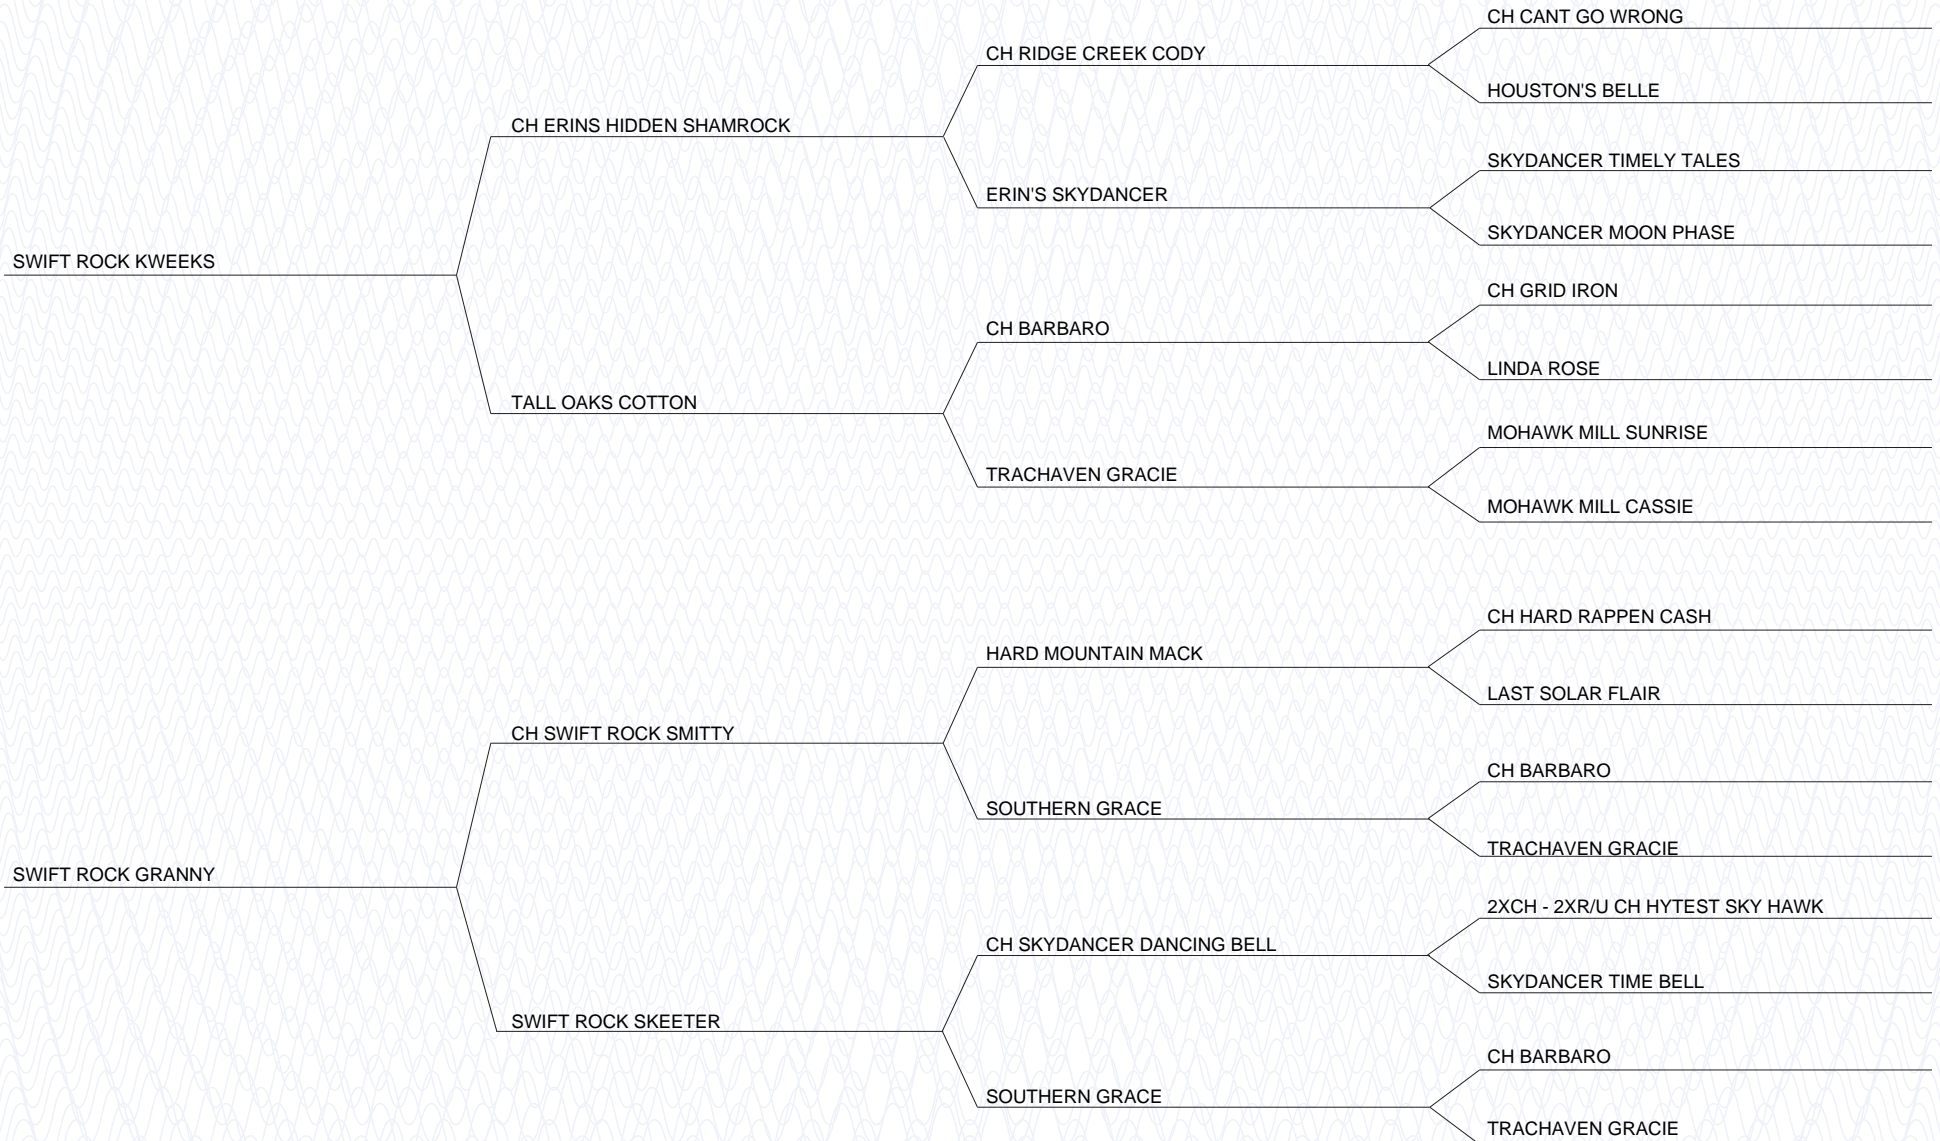 CH CANT GO WRONG
CH RIDGE CREEK CODY
HOUSTON'S BELLE
CH ERINS HIDDEN SHAMROCK
SKYDANCER TIMELY TALES
ERIN'S SKYDANCER
SKYDANCER MOON PHASE
SWIFT ROCK KWEEKS
CH GRID IRON
CH BARBARO
LINDA ROSE
TALL OAKS COTTON
MOHAWK MILL SUNRISE
TRACHAVEN GRACIE
MOHAWK MILL CASSIE
CH HARD RAPPEN CASH
HARD MOUNTAIN MACK
LAST SOLAR FLAIR
CH SWIFT ROCK SMITTY
CH BARBARO
SOUTHERN GRACE
TRACHAVEN GRACIE
SWIFT ROCK GRANNY
2XCH - 2XR/U CH HYTEST SKY HAWK
CH SKYDANCER DANCING BELL
SKYDANCER TIME BELL
SWIFT ROCK SKEETER
CH BARBARO
SOUTHERN GRACE
TRACHAVEN GRACIE